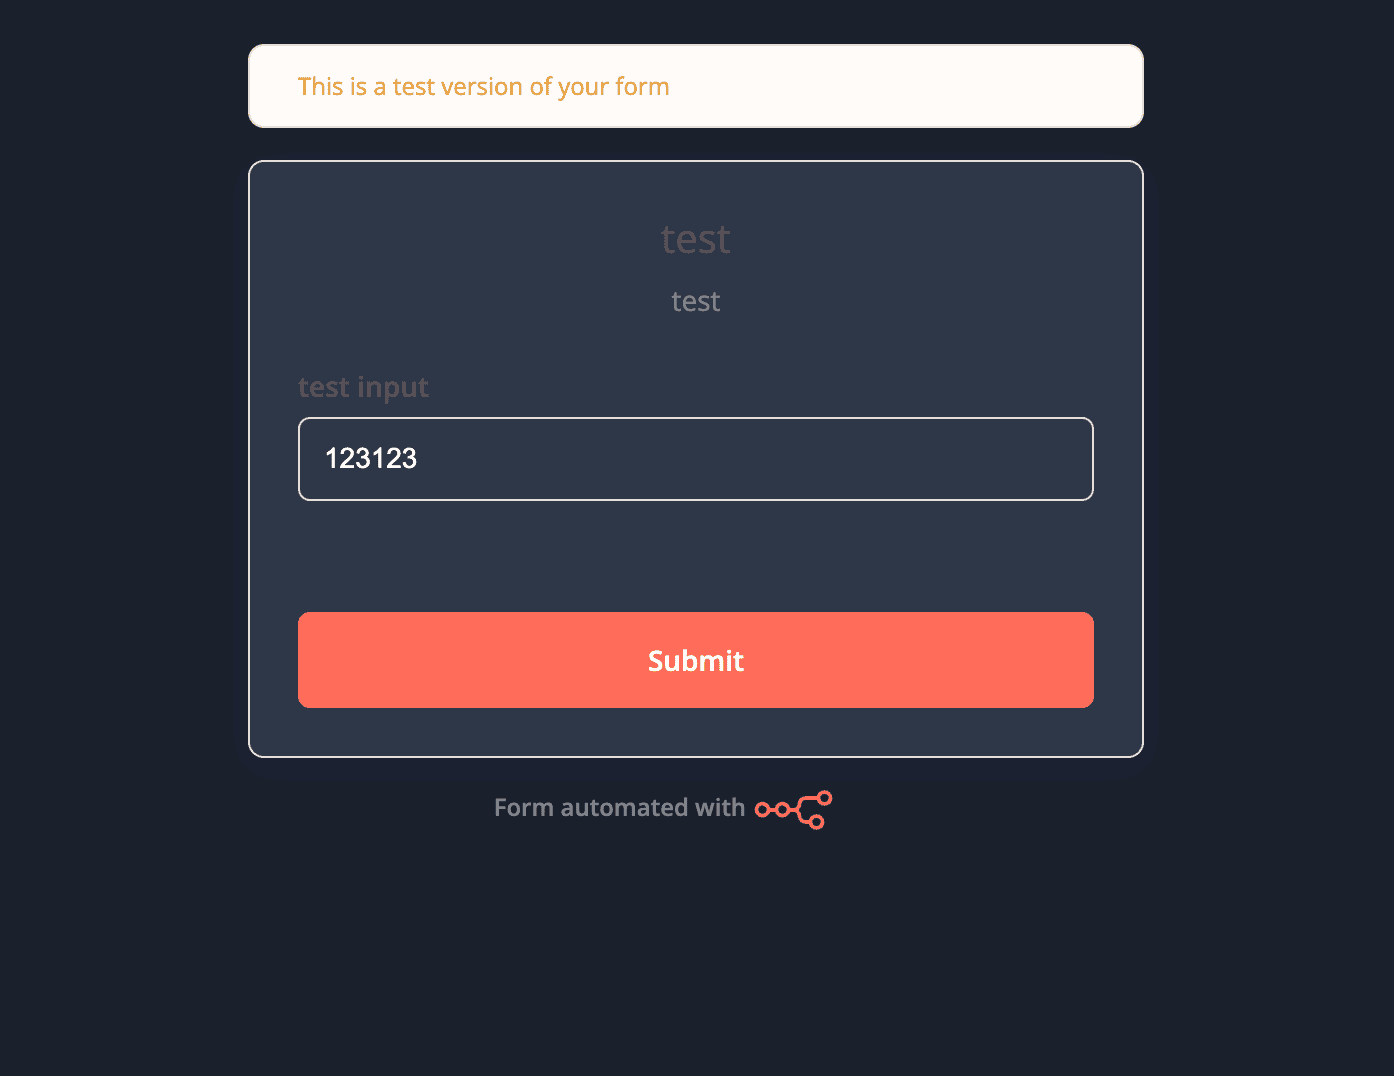 This is a test version of your form
test
test
test input
123123
Submit
Form automated with